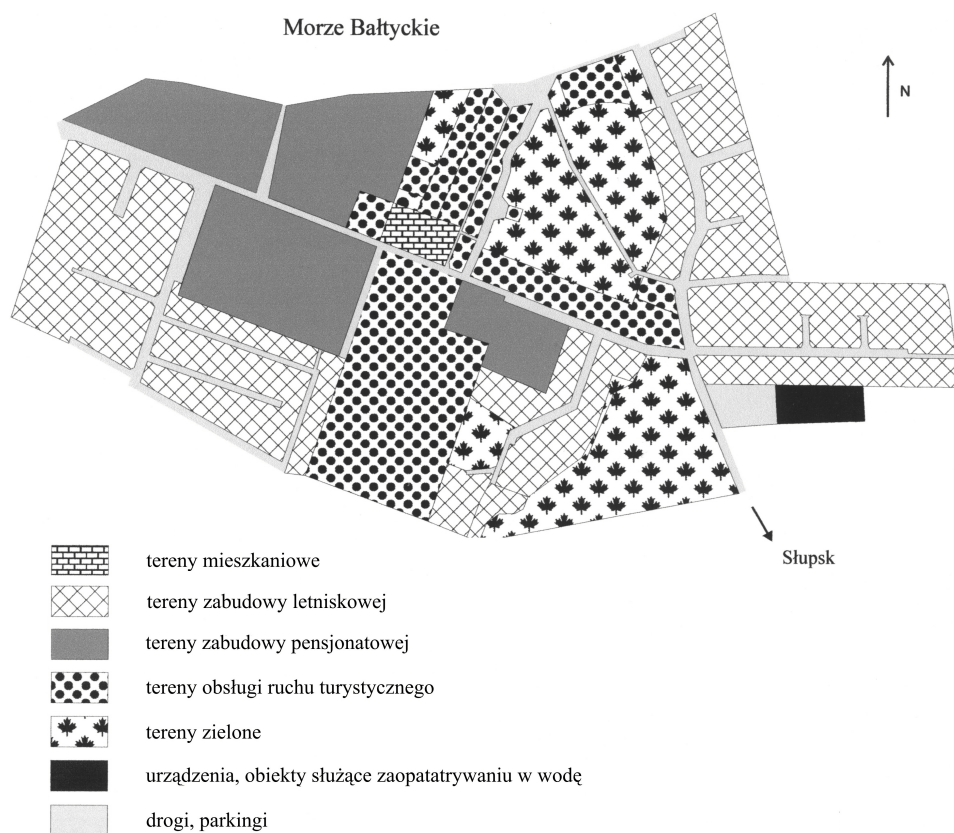 Morze Bałtyckie
N
Słupsk
tereny mieszkaniowe
tereny zabudowy letniskowej
tereny zabudowy pensjonatowej
tereny obsługi ruchu turystycznego
tereny zielone
urządzenia, obiekty służące zaopatatrywaniu w wodę
drogi, parkingi